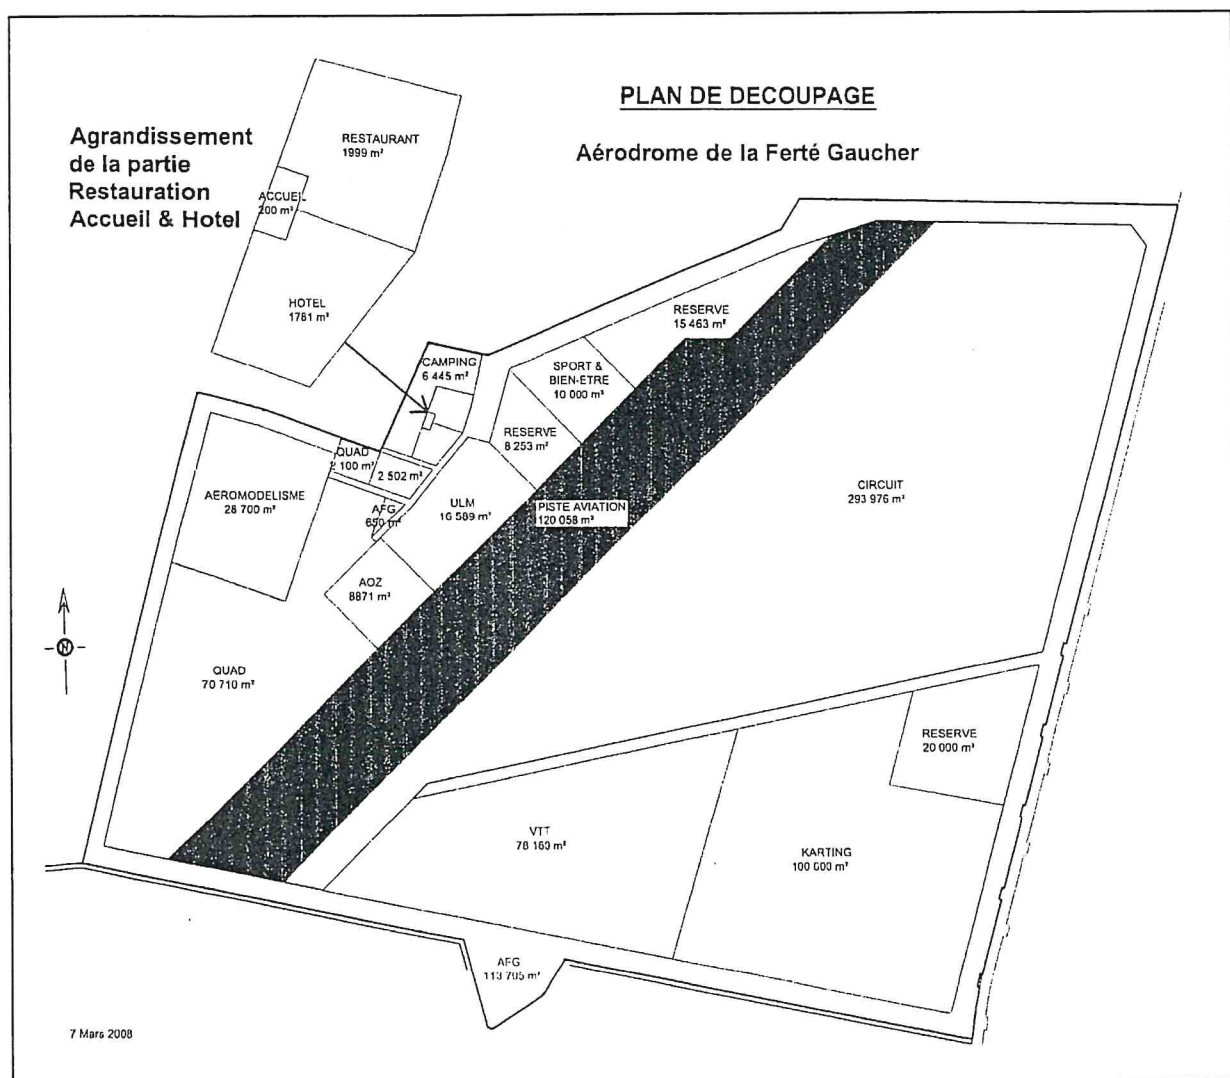 PLAN DE DECOUPAGE
Aérodrome de la Ferté Gaucher
Agrandissement
de la partie
Restauration
Accueil & Hotel
RESTAURANT
1999 m²
ACCUEIL
200 m²
HOTEL
1781 m²
CAMPING
6 445 m²
RESERVE
15 463 m²
SPORT &
BIEN-ETRE
10 000 m²
RESERVE
8 253 m²
QUAD
2 100 m²
2 502 m²
AEROMODELISME
28 700 m²
AFG
650 m²
ULM
16 589 m²
PISTE AVIATION
120 058 m²
CIRCUIT
293 976 m²
AOZ
8871 m²
QUAD
70 710 m²
N
RESERVE
20 000 m²
VTT
78 160 m²
KARTING
100 000 m²
AFG
113 705 m²
7 Mars 2008